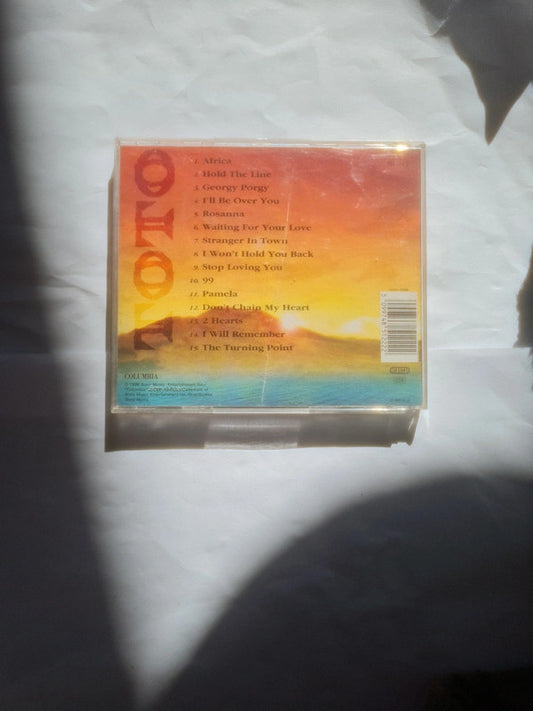 TOTO
1. Africa
2. Hold The Line
3. Georgy Porgy
4. I'll Be Over You
5. Rosanna
6. Waiting For Your Love
7. Stranger In Town
8. I Won't Hold You Back
9. Stop Loving You
10. 99
11. Pamela
12. Don't Chain My Heart
13. 2 Hearts
14. I Will Remember
15. The Turning Point
COLUMBIA